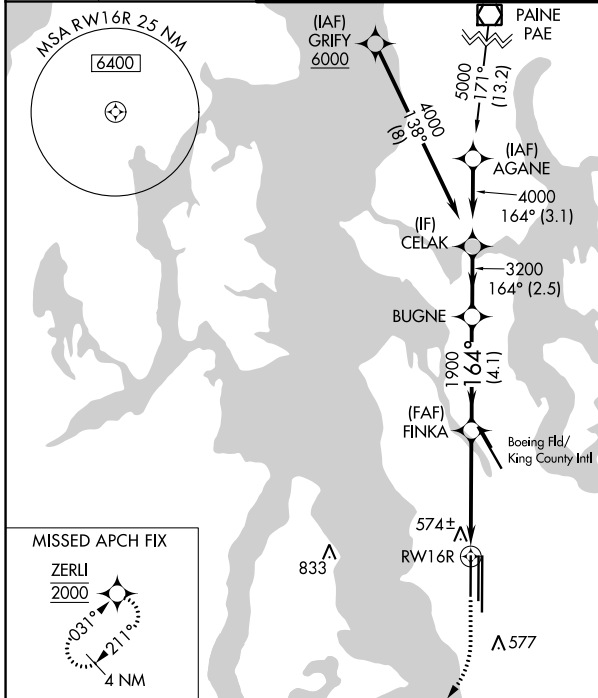 MSA RW16R 25 NM
6400
(IAF)
GRIFY
6000
PAINE
PAE
5000
171°
(13.2)
4000
138°
(8)
(IAF)
AGANE
4000
164° (3.1)
(IF)
CELAK
3200
164° (2.5)
BUGNE
1900
164°
(4.1)
(FAF)
FINKA
Boeing Fld/
King County Intl
574±
RW16R
833
577
MISSED APCH FIX
ZERLI
2000
031°
211°
4 NM